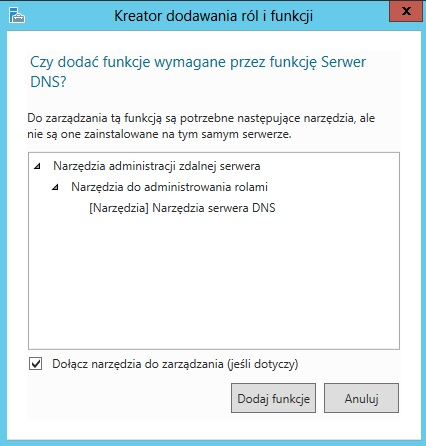 Kreator dodawania ról i funkcji
x
Czy dodać funkcje wymagane przez funkcję Serwer
DNS?
Do zarządzania tą funkcją są potrzebne następujące narzędzia, ale
nie są one zainstalowane na tym samym serwerze.
Narzędzia administracji zdalnej serwera
Narzędzia do administrowania rolami
[Narzędzia] Narzędzia serwera DNS
Dołącz narzędzia do zarządzania (jeśli dotyczy)
Dodaj funkcje
Anuluj